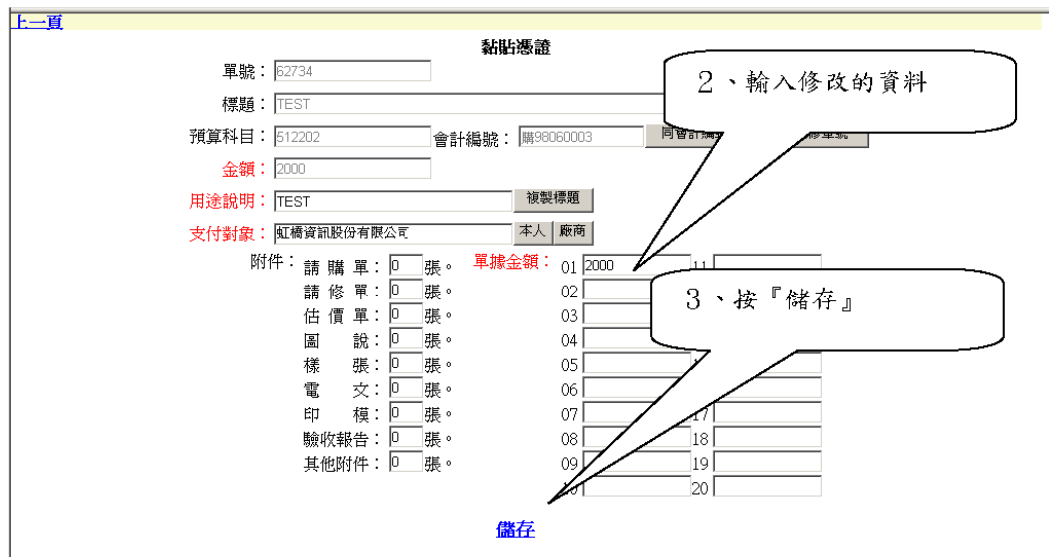 上一頁
黏貼憑證
單號： 62734
標題： TEST
2、輸入修改的資料
預算科目： 512202 會計編號： 購98060003 同會計編
金額： 2000
用途說明： TEST 複製標題
支付對象： 虹橋資訊股份有限公司 本人 廠商
附件： 請購單： 0 張。 單據金額： 01 2000 11
請修單： 0 張。 02
3、按『儲存』
估價單： 0 張。 03
圖說： 0 張。 04
樣張： 0 張。 05
電文： 0 張。 06
印模： 0 張。 07 17
驗收報告： 0 張。 08 18
其他附件： 0 張。 09 19
20
儲存